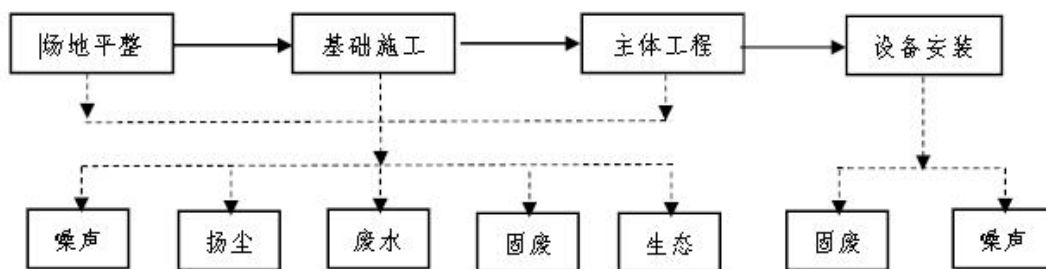 场地平整
基础施工
主体工程
设备安装
噪声
扬尘
废水
固废
生态
固废
噪声